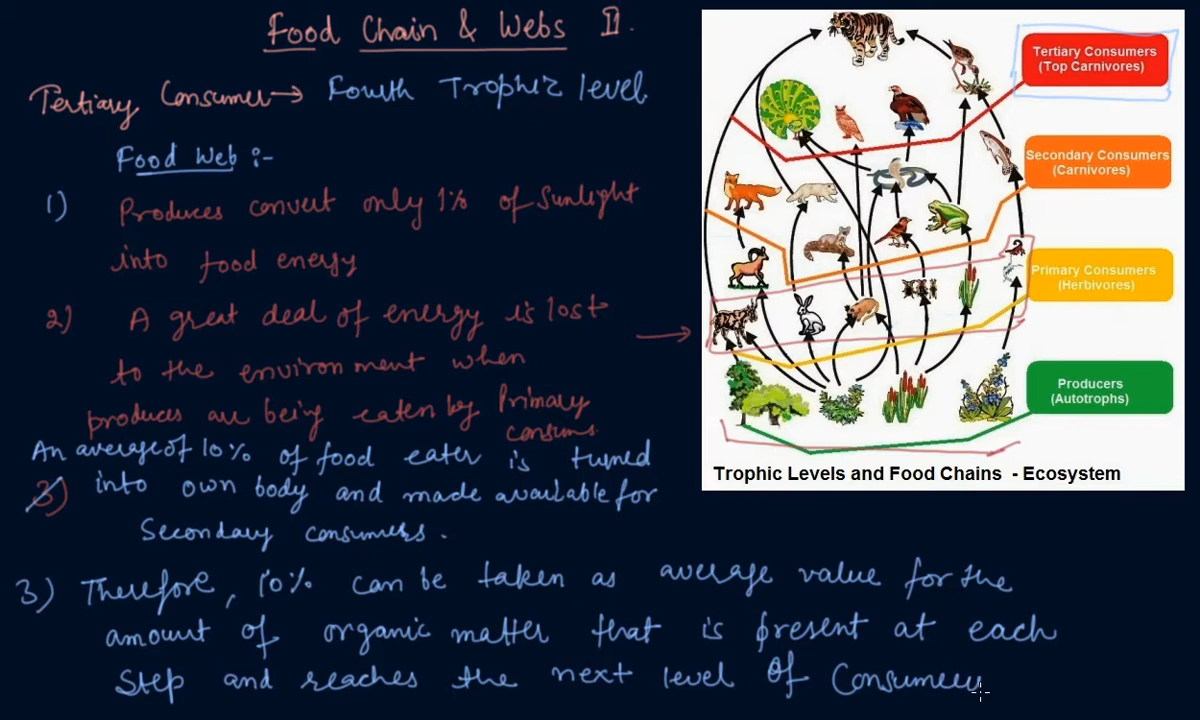 Food Chain & Webs II.
Tertiary Consumer → Fourth Trophic level
Food Web :-
1) Produces convert only 1% of Sunlight
into food energy
2) A great deal of energy is lost
to the environment when
produces are being eaten by Primary
consums
An average of 10% of food eater is turned
3) into own body and made available for
Secondary consumers.
3) Therefore, 10% can be taken as average value for the
amount of organic matter that is present at each
Step and reaches the next level of Consumeu
Tertiary Consumers
(Top Carnivores)
Secondary Consumers
(Carnivores)
Primary Consumers
(Herbivores)
Producers
(Autotrophs)
Trophic Levels and Food Chains - Ecosystem